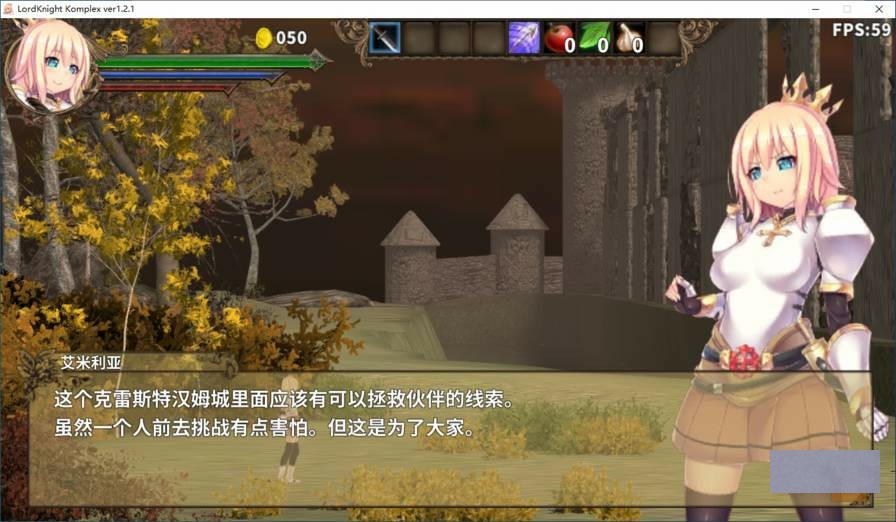 LordKnight Komplex ver1.2.1
050
0
0
0
FPS:59
艾米利亚
这个克雷斯特汉姆城里面应该有可以拯救伙伴的线索。
虽然一个人前去挑战有点害怕。但这是为了大家。